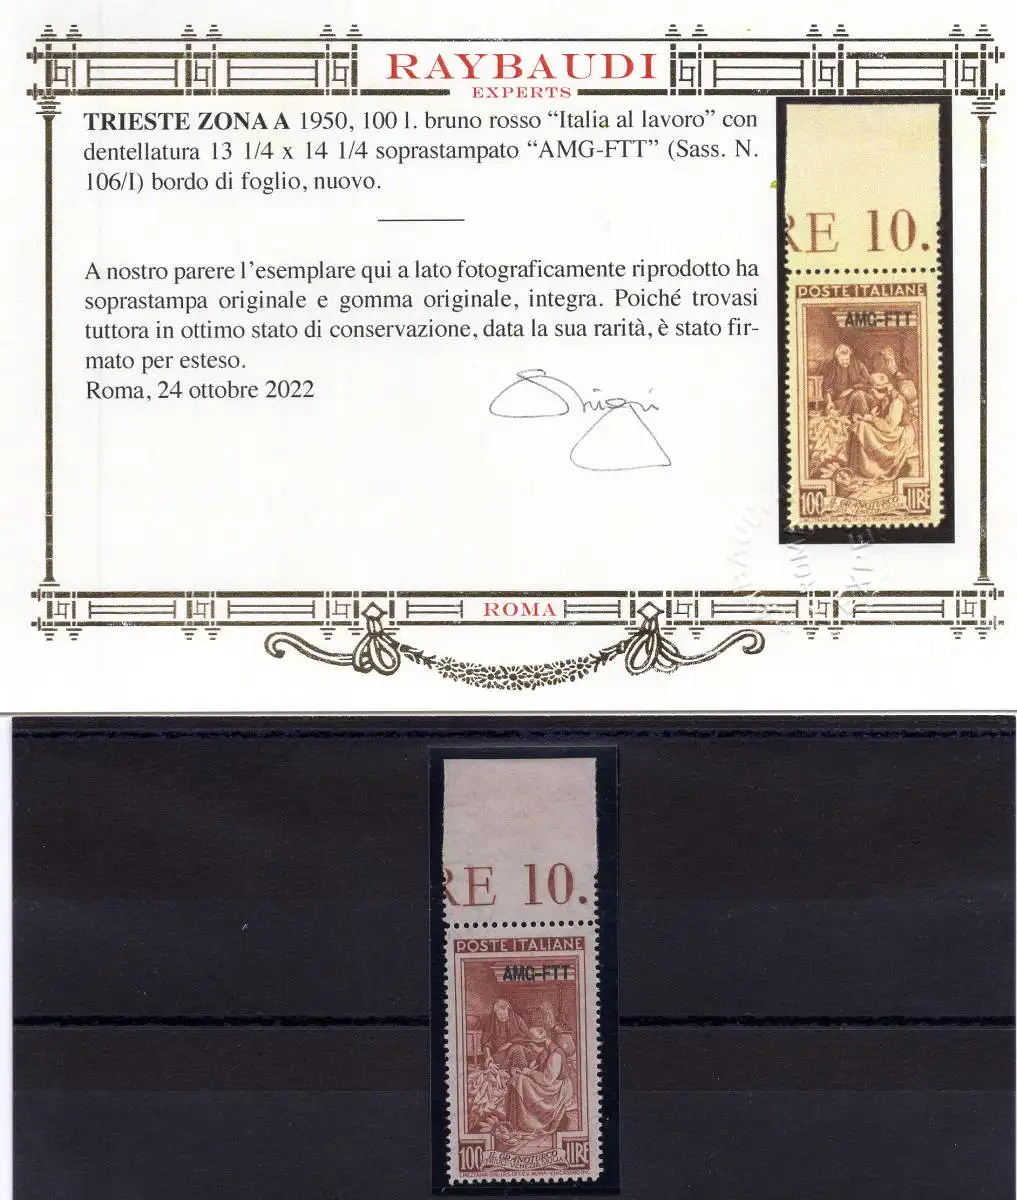 RAYBAUDI
EXPERTS
TRIESTE ZONA A 1950, 100 l. bruno rosso “Italia al lavoro” con
dentellatura 13 1/4 x 14 1/4 soprastampato “AMG-FTT” (Sass. N.
106/I) bordo di foglio, nuovo.
A nostro parere l’esemplare qui a lato fotograficamente riprodotto ha
soprastampa originale e gomma originale, integra. Poiché trovasi
tuttora in ottimo stato di conservazione, data la sua rarità, è stato fir-
mato per esteso.
Roma, 24 ottobre 2022
RE 10.
POSTE ITALIANE
AMG-FTT
100 LIRE
IL GRANOTURCO
ROMA
RE 10.
POSTE ITALIANE
AMG-FTT
100 LIRE
IL GRANOTURCO